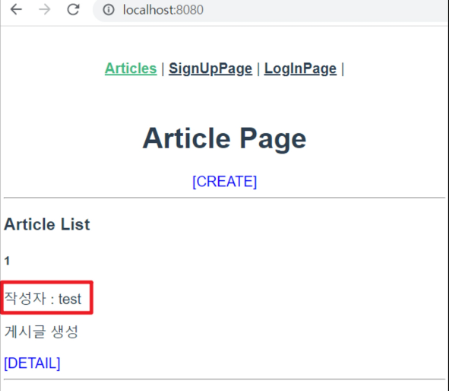 localhost:8080
Articles | SignUpPage | LogInPage |
Article Page
[CREATE]
Article List
1
작성자 : test
게시글 생성
[DETAIL]